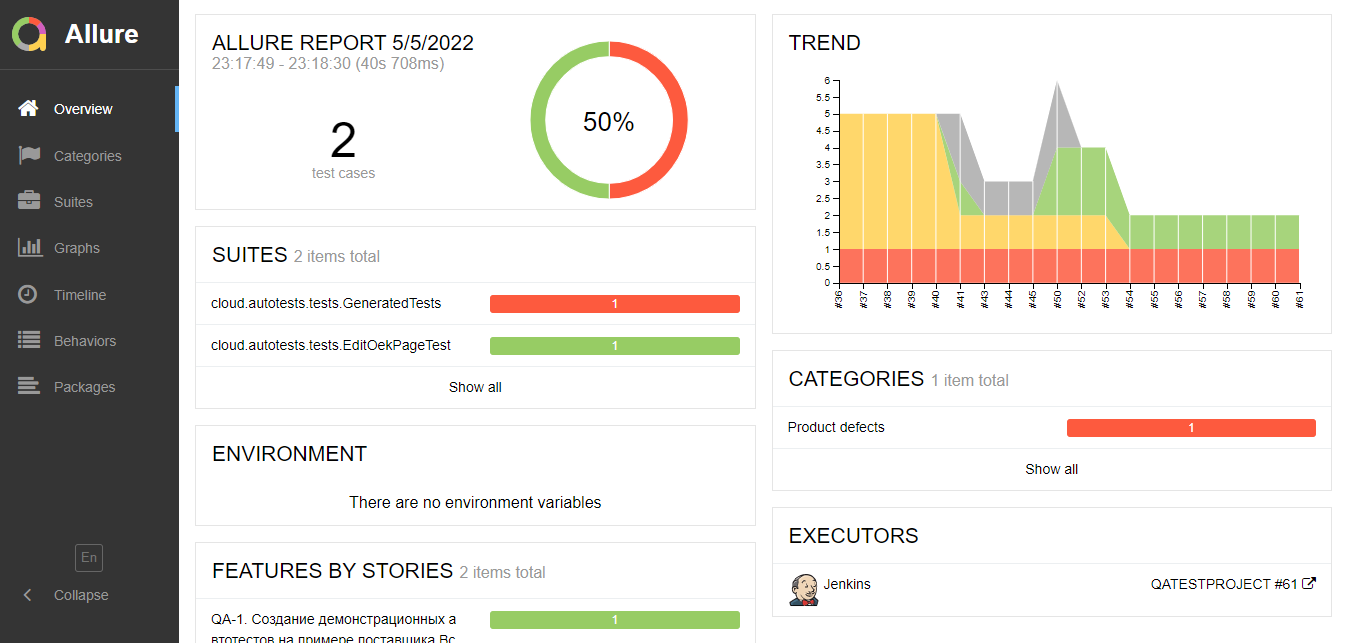 Allure
Overview
Categories
Suites
Graphs
Timeline
Behaviors
Packages
En
Collapse
ALLURE REPORT 5/5/2022
23:17:49 - 23:18:30 (40s 708ms)
2
test cases
50%
SUITES 2 items total
cloud.autotests.tests.GeneratedTests 1
cloud.autotests.tests.EditOekPageTest 1
Show all
ENVIRONMENT
There are no environment variables
FEATURES BY STORIES 2 items total
QA-1. Создание демонстрационных а 1
втотестов на примере поставщика Вс
TREND
6
5.5
5
4.5
4
3.5
3
2.5
2
1.5
1
0.5
0
#36 #37 #38 #39 #40 #41 #43 #44 #45 #50 #52 #53 #54 #55 #56 #57 #58 #59 #60 #61
CATEGORIES 1 item total
Product defects 1
Show all
EXECUTORS
Jenkins QATESTPROJECT #61